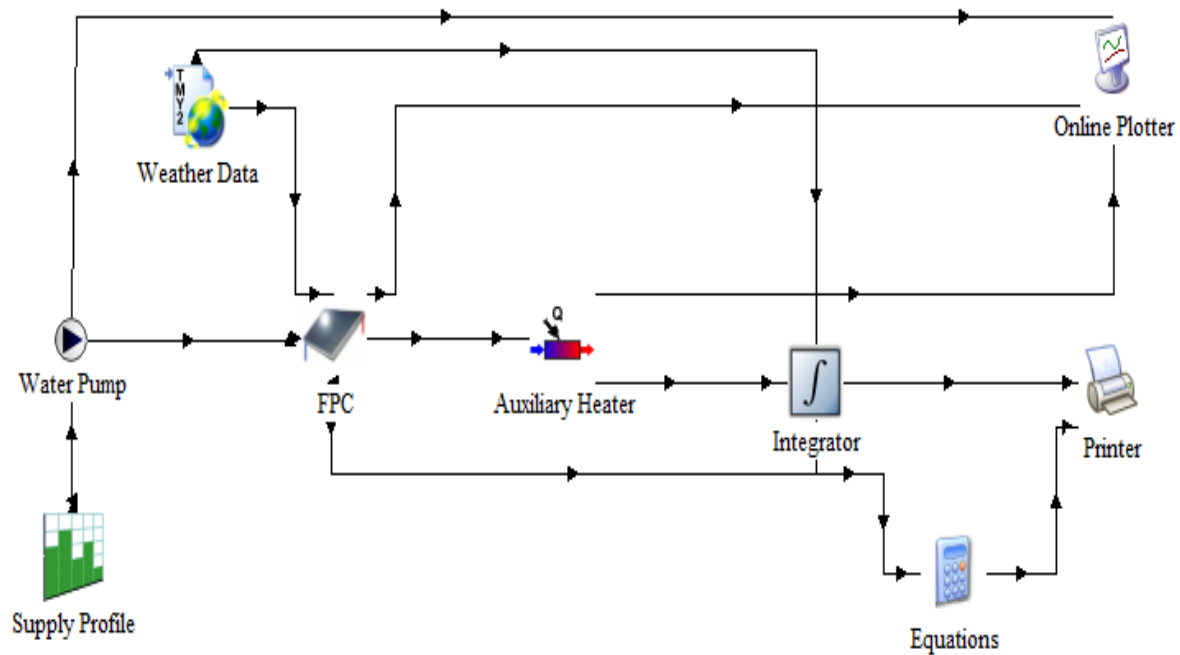 TMY2
Online Plotter
Weather Data
Q
Water Pump
FPC
Auxiliary Heater
∫
Integrator
Printer
Supply Profile
Equations